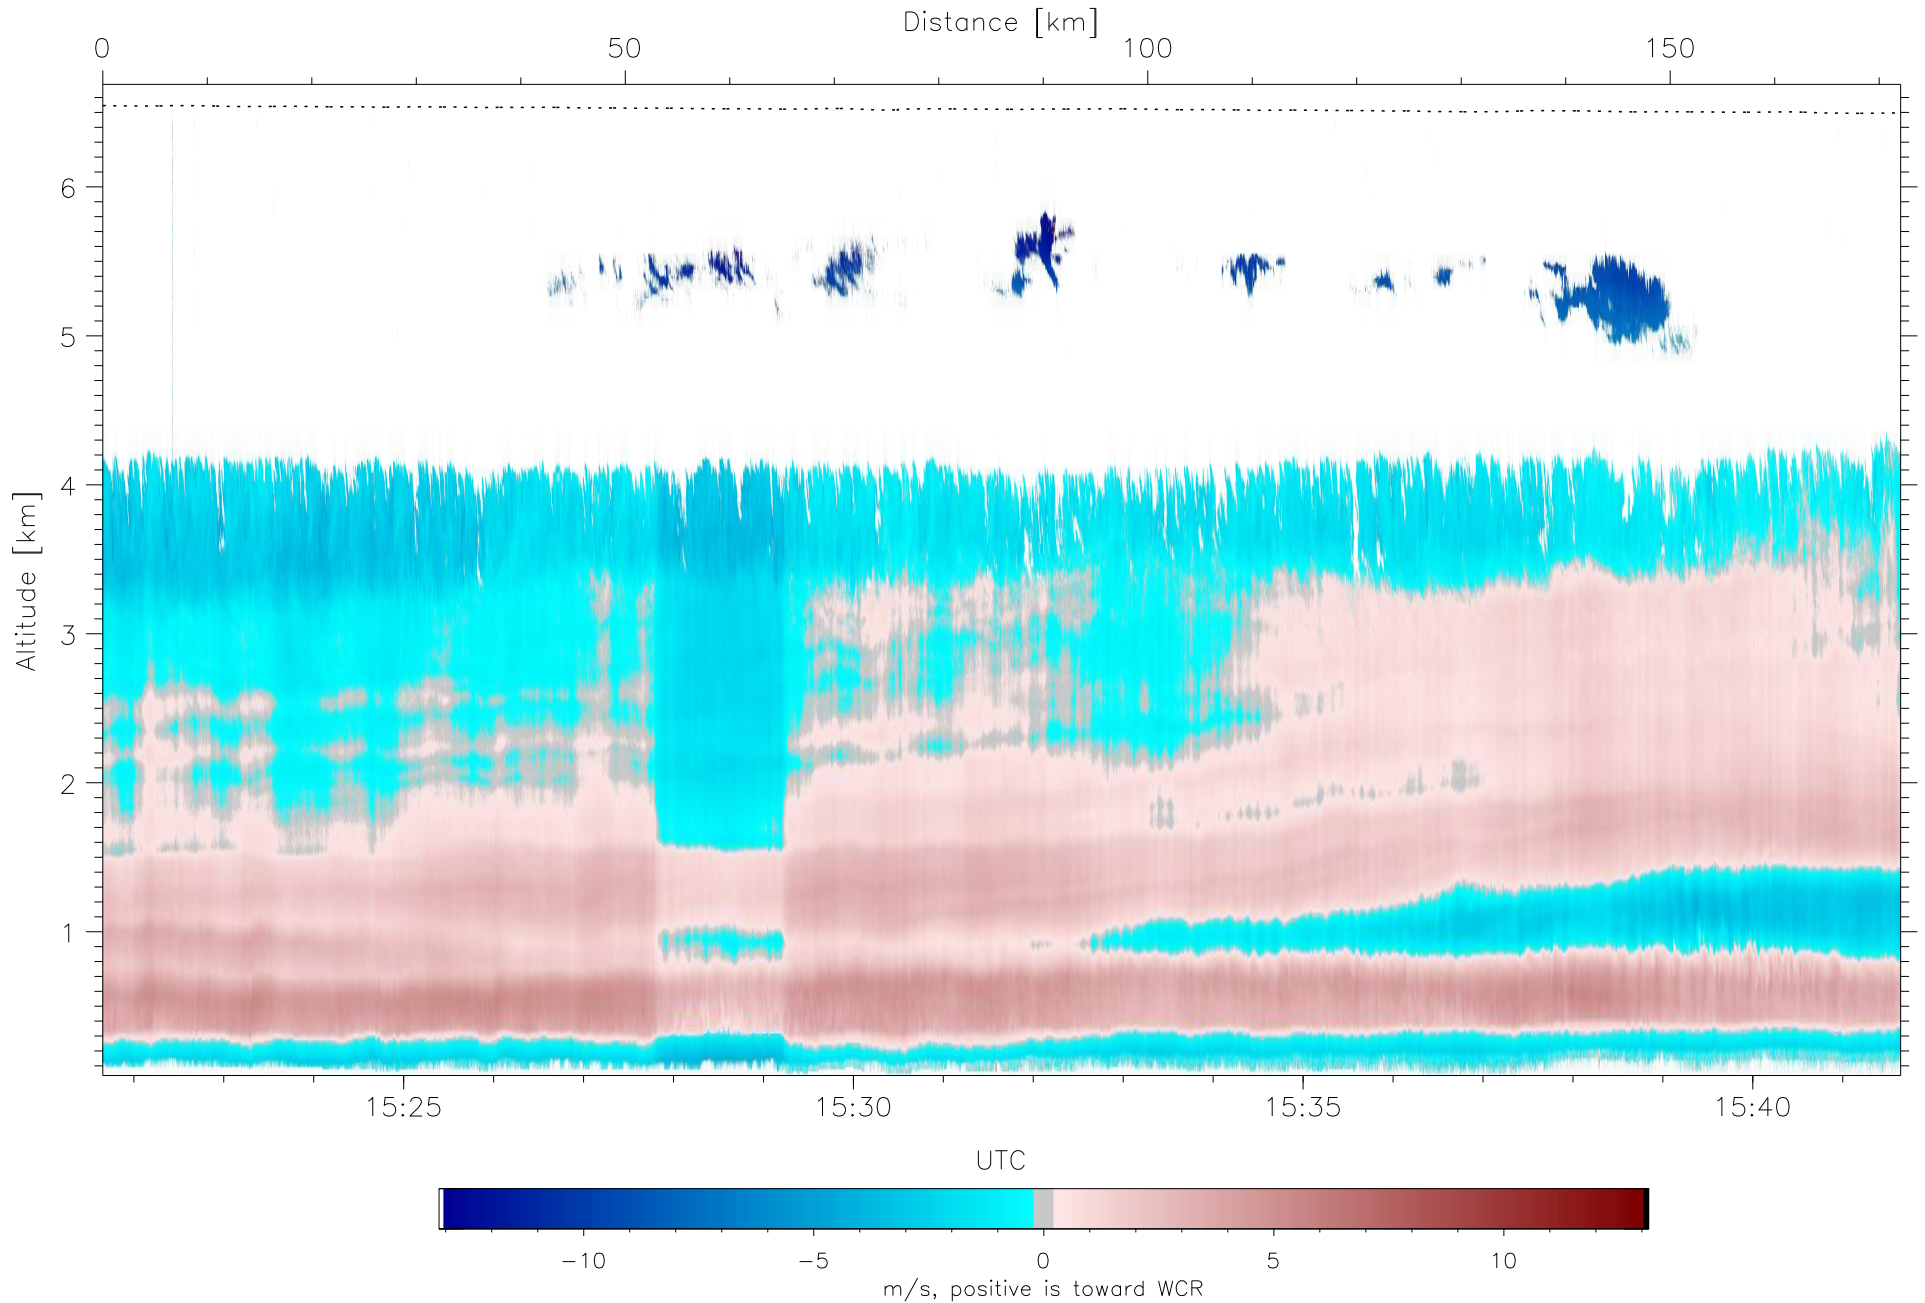 Distance [km]
0 50 100 150
6
5
4
3
2
1
Altitude [km]
15:25 15:30 15:35 15:40
UTC
−10 −5 0 5 10
m/s, positive is toward WCR